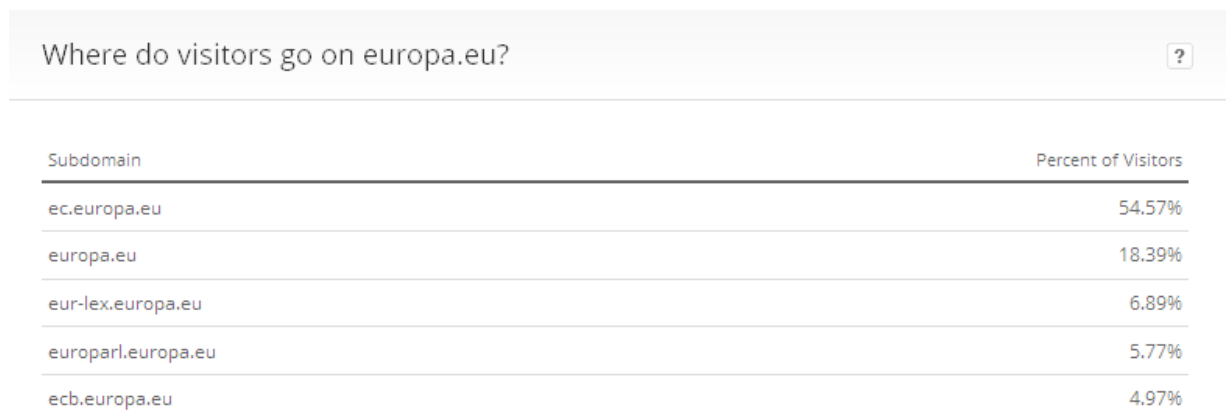 Where do visitors go on europa.eu?
?
Subdomain Percent of Visitors
ec.europa.eu 54.57%
europa.eu 18.39%
eur-lex.europa.eu 6.89%
europarl.europa.eu 5.77%
ecb.europa.eu 4.97%